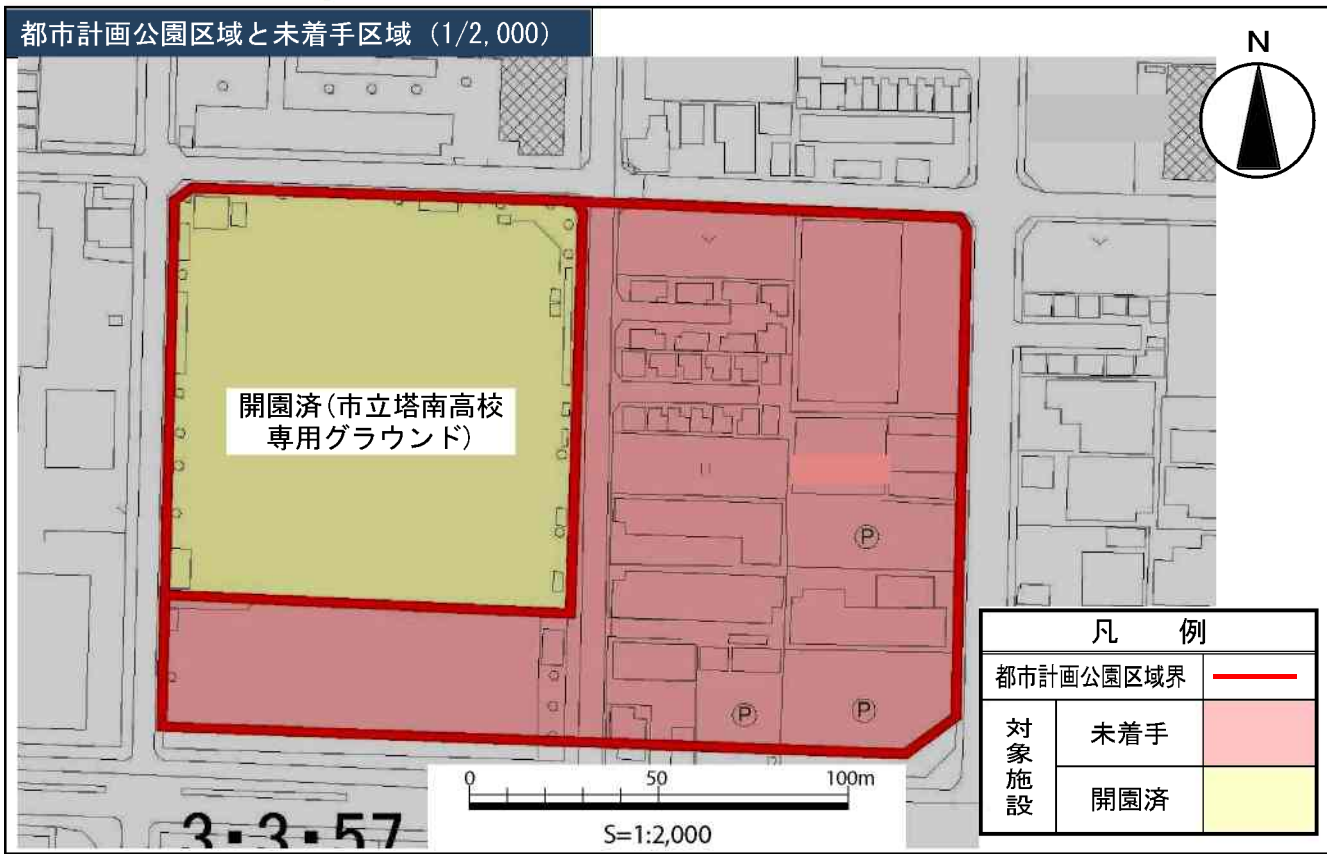 都市計画公園区域と未着手区域 (1/2,000)
N
開園済(市立塔南高校
専用グラウンド)
P
P
P
凡 例
都市計画公園区域界
対象施設
未着手
開園済
0 50 100m
S=1:2,000
3・3・57